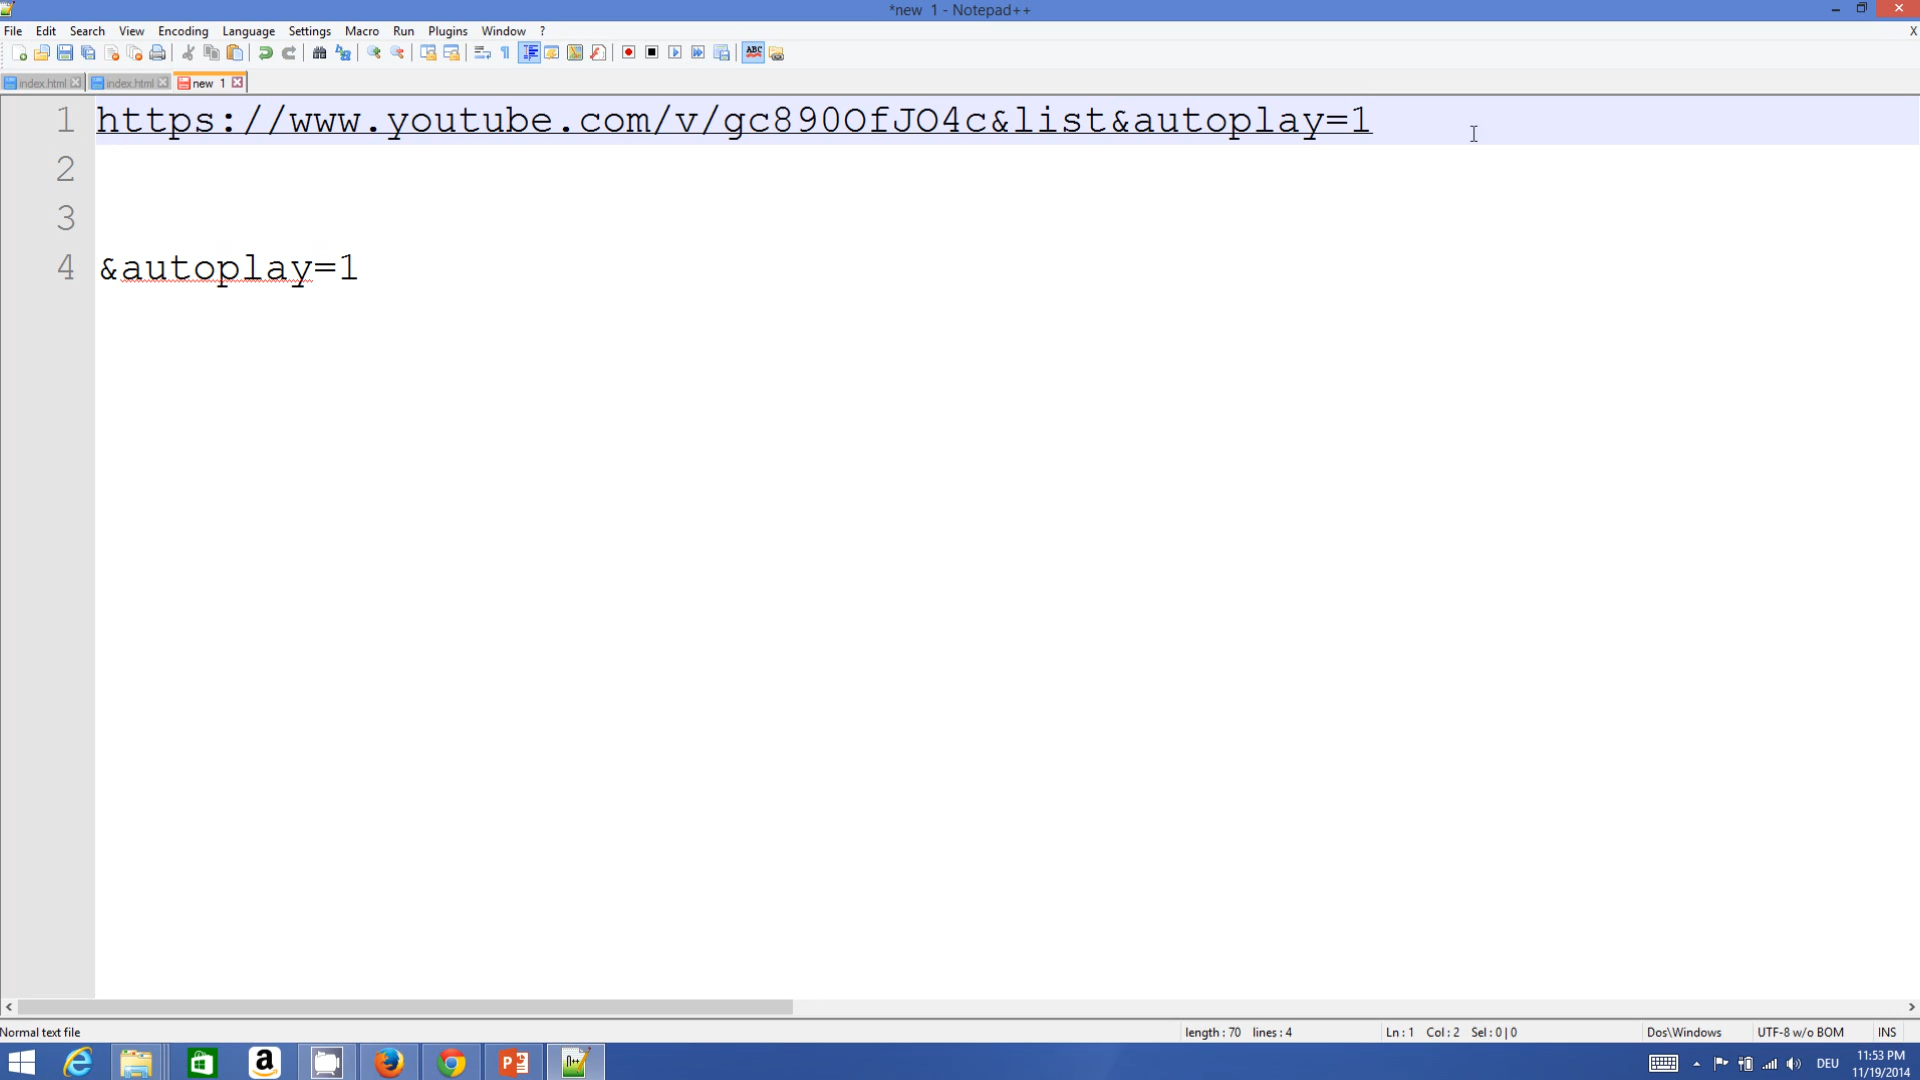 *new 1 - Notepad++
File Edit Search View Encoding Language Settings Macro Run Plugins Window ?
X
ABC
index.html index.html new 1
1 https://www.youtube.com/v/gc890OfJO4c&list&autoplay=1
2
3
4 &autoplay=1
Normal text file length : 70 lines : 4 Ln : 1 Col : 2 Sel : 0 | 0 Dos\Windows UTF-8 w/o BOM INS
DEU 11:53 PM
11/19/2014